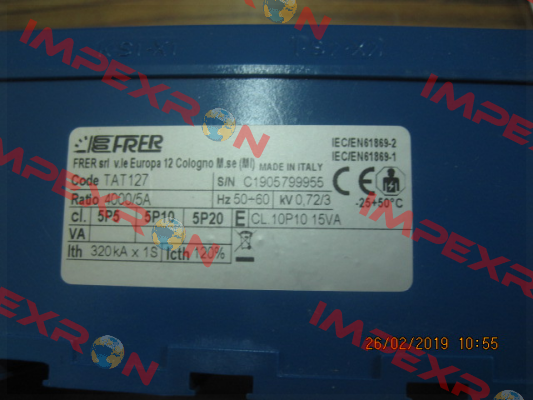 IMPEXRON
FRER
IEC/EN61869-2
IEC/EN61869-1
FRER srl v.le Europa 12 Cologno M.se (MI) MADE IN ITALY
Code TAT127 S/N C1905799955
Ratio 4000/5A Hz 50-60 kV 0,72/3
-25+50°C
cl. 5P5 5P10 5P20 E CL 10P10 15VA
VA
Ith 320kA x 1S Icth 120%
26/02/2019 10:55